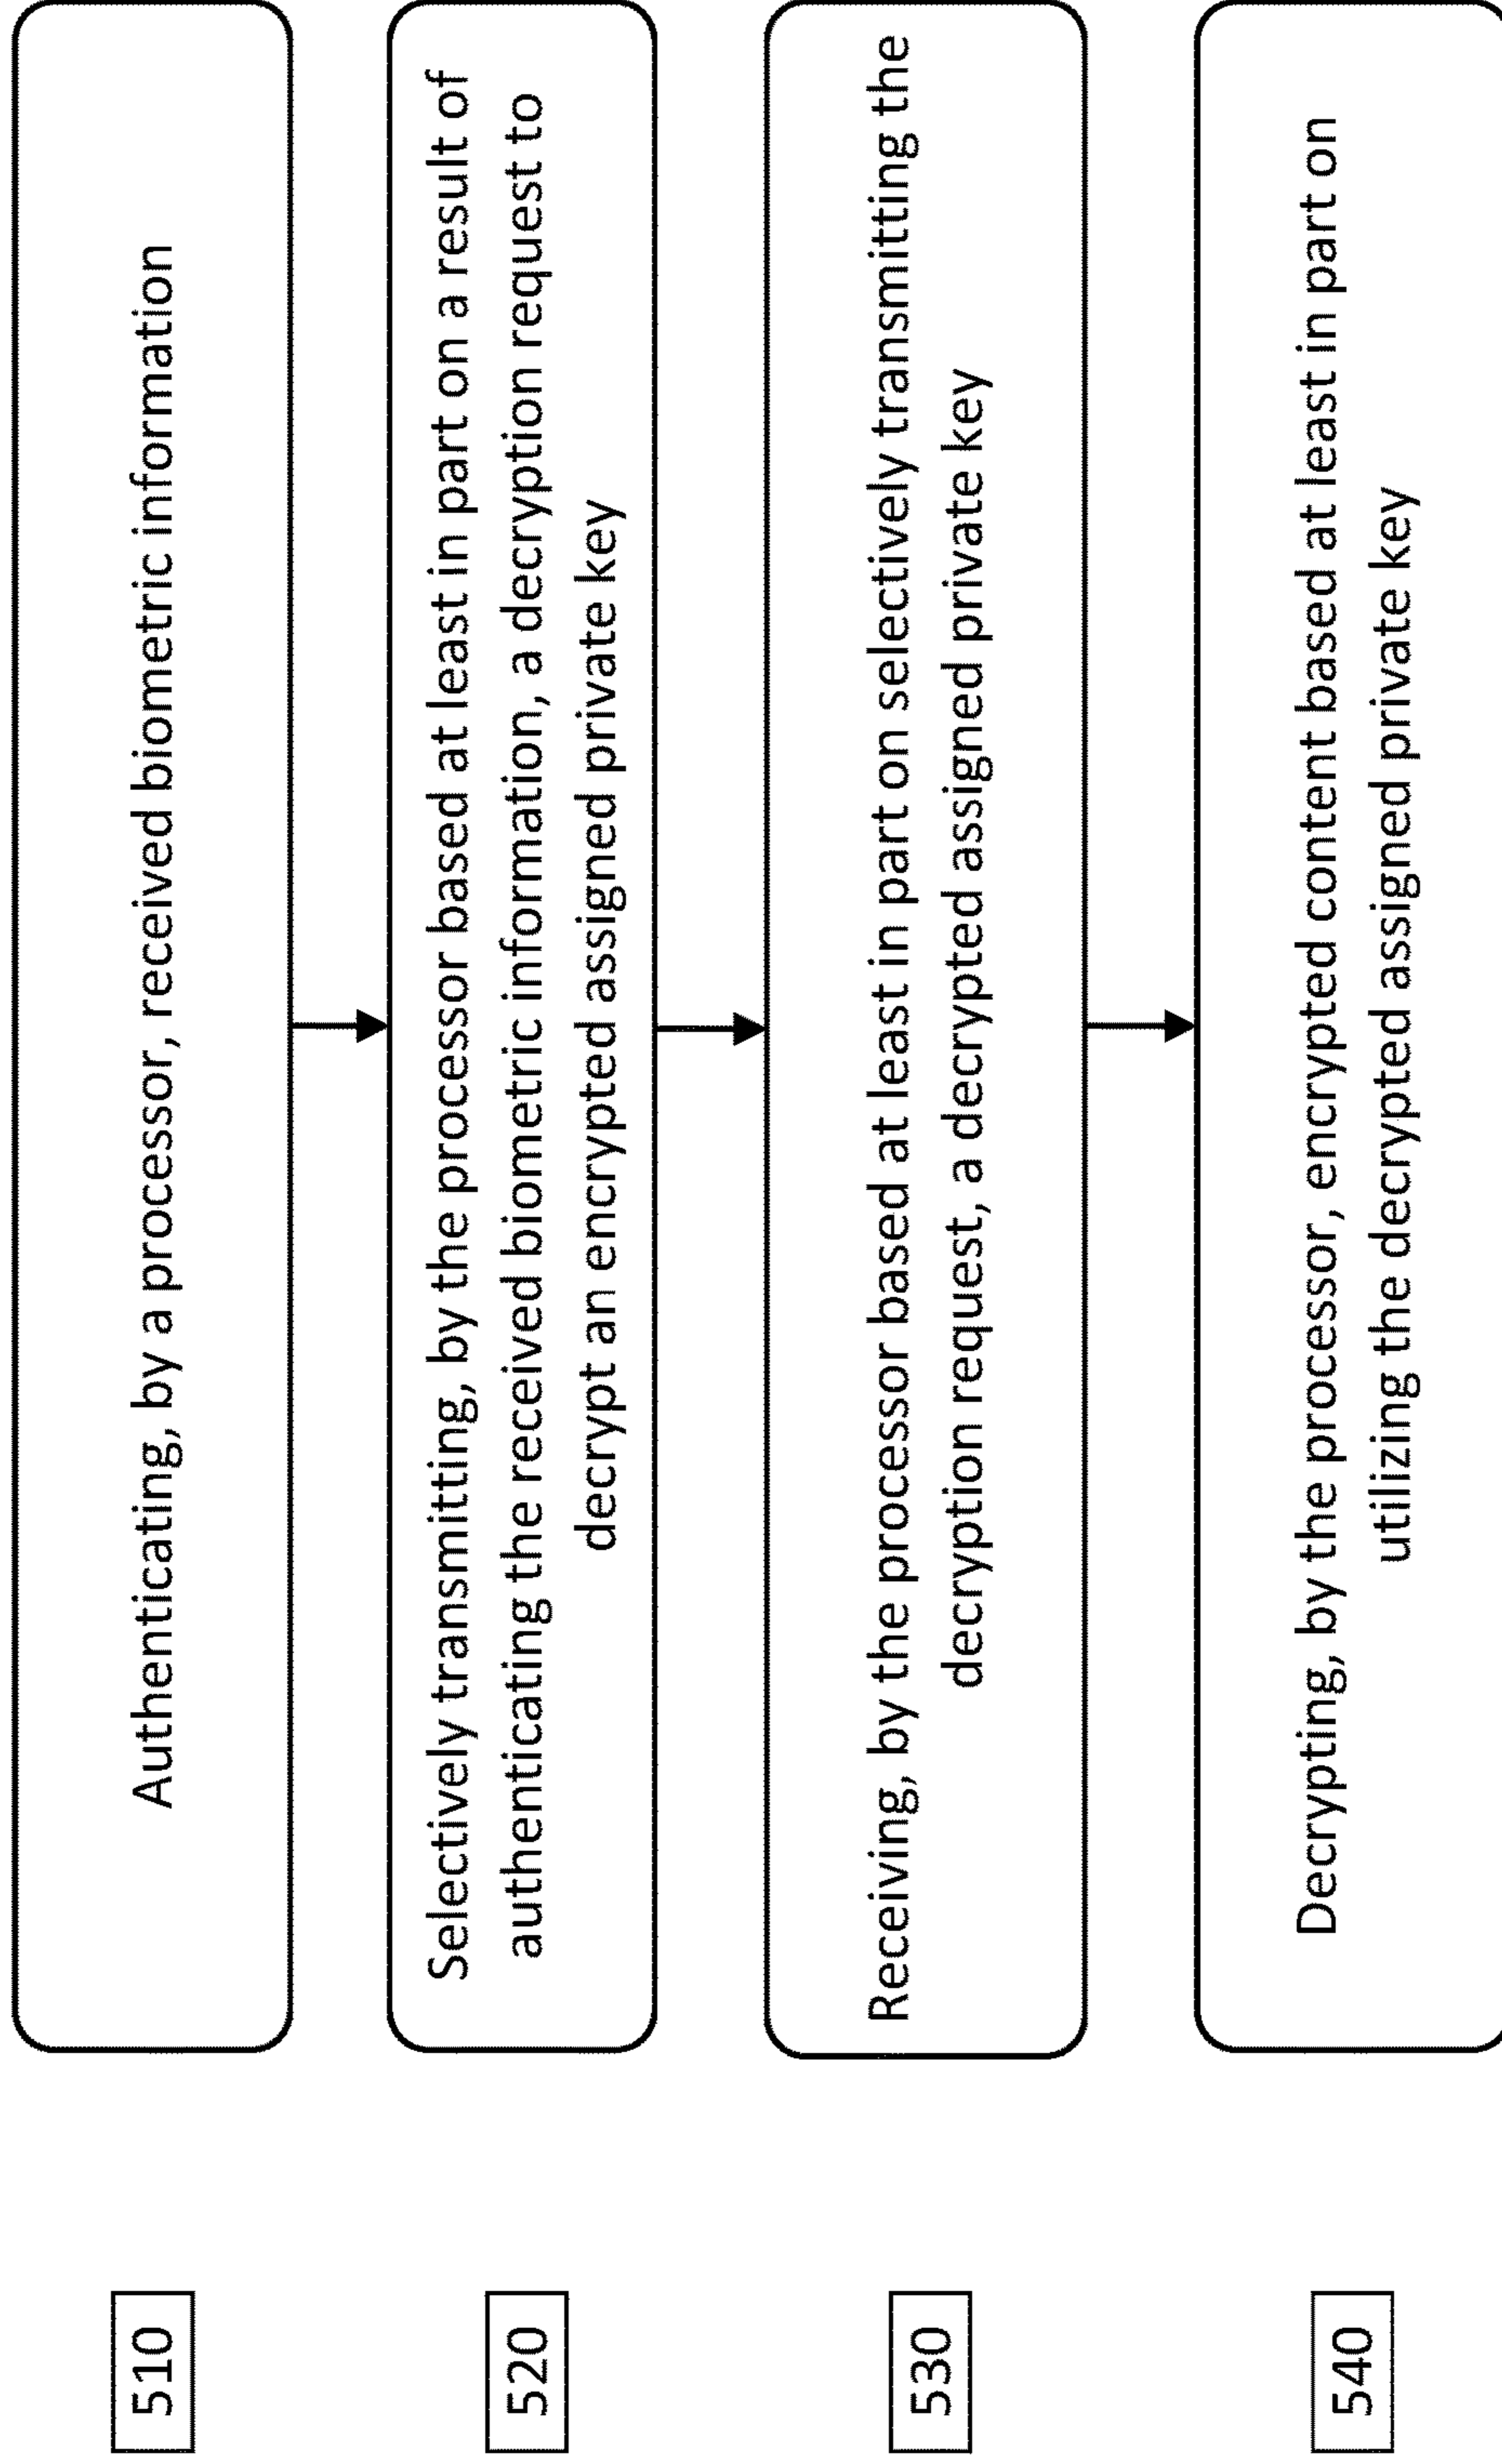 510
Authenticating, by a processor, received biometric information
520
Selectively transmitting, by the processor based at least in part on a result of
authenticating the received biometric information, a decryption request to
decrypt an encrypted assigned private key
530
Receiving, by the processor based at least in part on selectively transmitting the
decryption request, a decrypted assigned private key
540
Decrypting, by the processor, encrypted content based at least in part on
utilizing the decrypted assigned private key